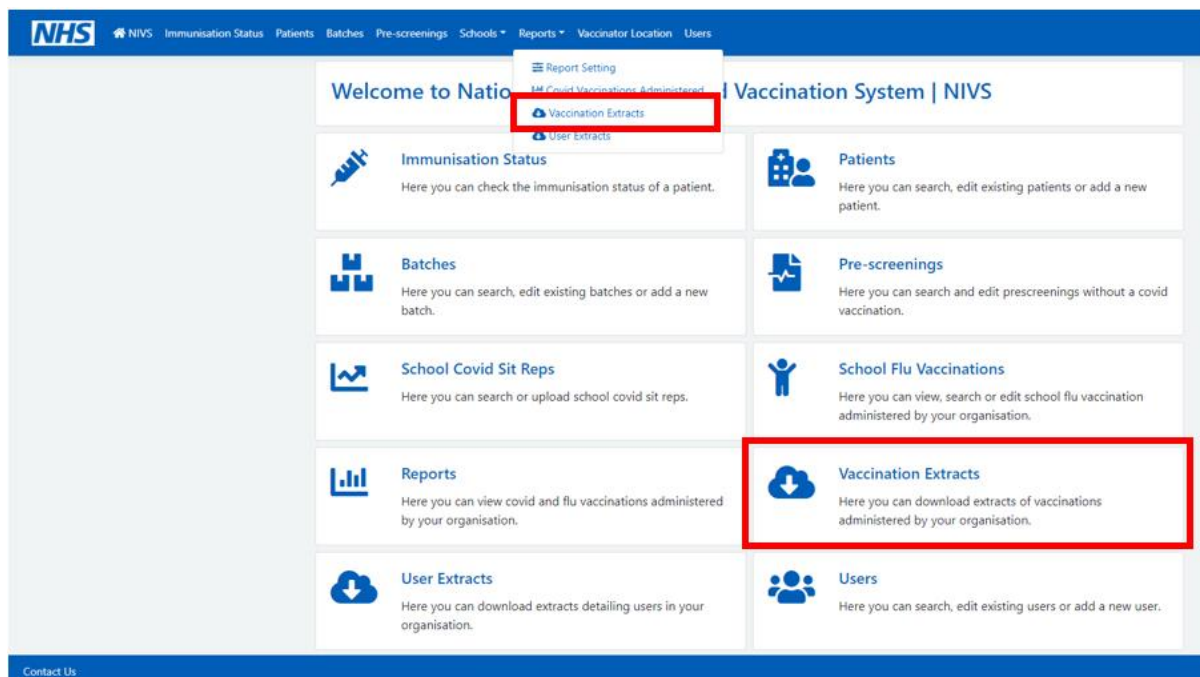 NHS NIVS Immunisation Status Patients Batches Pre-screenings Schools Reports Vaccinator Location Users
Report Setting
Covid Vaccinations Administered
Vaccination Extracts
User Extracts
Welcome to Natio d Vaccination System | NIVS
Immunisation Status
Here you can check the immunisation status of a patient.
Patients
Here you can search, edit existing patients or add a new
patient.
Batches
Here you can search, edit existing batches or add a new
batch.
Pre-screenings
Here you can search and edit prescreenings without a covid
vaccination.
School Covid Sit Reps
Here you can search or upload school covid sit reps.
School Flu Vaccinations
Here you can view, search or edit school flu vaccination
administered by your organisation.
Reports
Here you can view covid and flu vaccinations administered
by your organisation.
Vaccination Extracts
Here you can download extracts of vaccinations
administered by your organisation.
User Extracts
Here you can download extracts detailing users in your
organisation.
Users
Here you can search, edit existing users or add a new user.
Contact Us